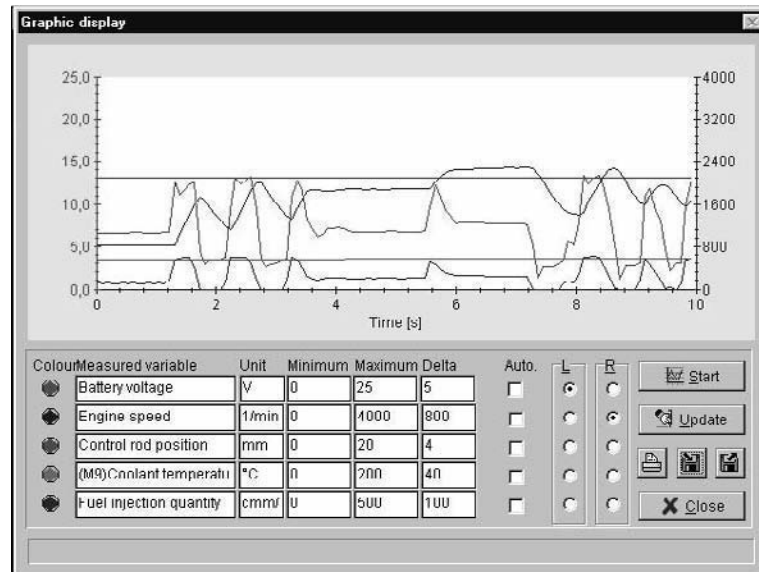 Graphic display
25,0 4000
20,0 3200
15,0 2400
10,0 1600
5,0 800
0,0 0
0 2 4 6 8 10
Time [s]
Colour Measured variable Unit Minimum Maximum Delta Auto. L R
Battery voltage V 0 25 5
Engine speed 1/min 0 4000 800
Control rod position mm 0 20 4
(M9)Coolant temperatu °C 0 200 40
Fuel injection quantity cmm/ 0 500 100
Start
Update
Close